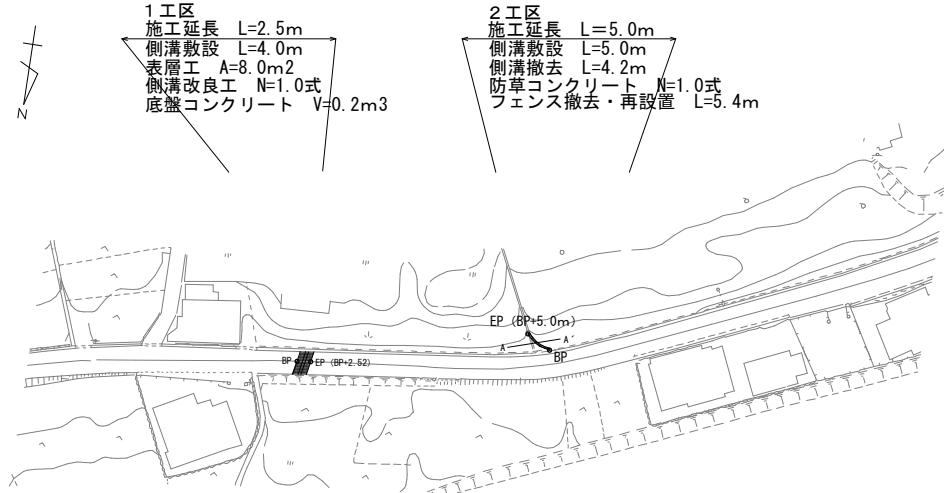 1工区
施工延長 L=2.5m
側溝敷設 L=4.0m
表層工 A=8.0m2
側溝改良工 N=1.0式
底盤コンクリート V=0.2m3
2工区
施工延長 L=5.0m
側溝敷設 L=5.0m
側溝撤去 L=4.2m
防草コンクリート N=1.0式
フェンス撤去・再設置 L=5.4m
N
EP (BP+5.0m)
A A´
BP
BP EP (BP+2.52)